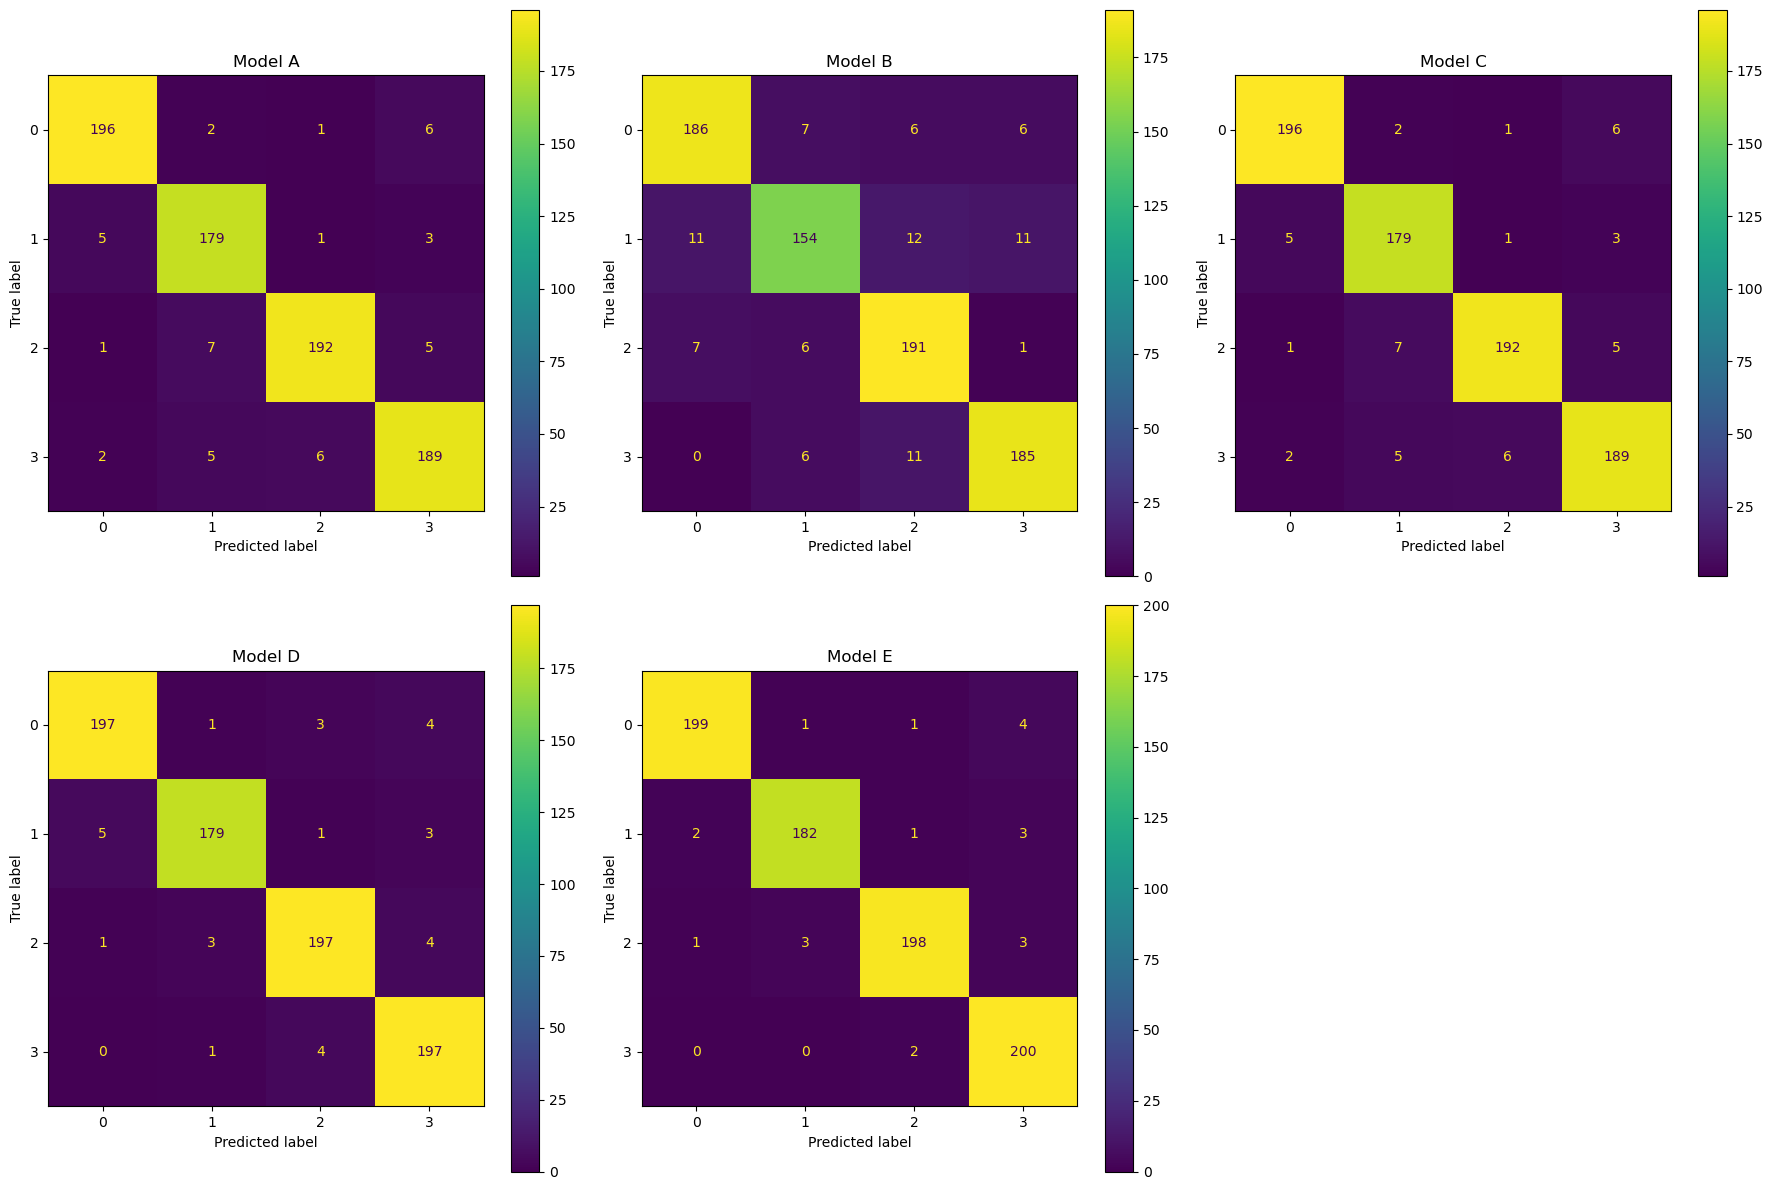 Model A
0 196 2 1 6
1 5 179 1 3
2 1 7 192 5
3 2 5 6 189
0 1 2 3
Predicted label
True label
175
150
125
100
75
50
25
Model B
0 186 7 6 6
1 11 154 12 11
2 7 6 191 1
3 0 6 11 185
0 1 2 3
Predicted label
True label
175
150
125
100
75
50
25
0
Model C
0 196 2 1 6
1 5 179 1 3
2 1 7 192 5
3 2 5 6 189
0 1 2 3
Predicted label
True label
175
150
125
100
75
50
25
Model D
0 197 1 3 4
1 5 179 1 3
2 1 3 197 4
3 0 1 4 197
0 1 2 3
Predicted label
True label
175
150
125
100
75
50
25
0
Model E
0 199 1 1 4
1 2 182 1 3
2 1 3 198 3
3 0 0 2 200
0 1 2 3
Predicted label
True label
200
175
150
125
100
75
50
25
0